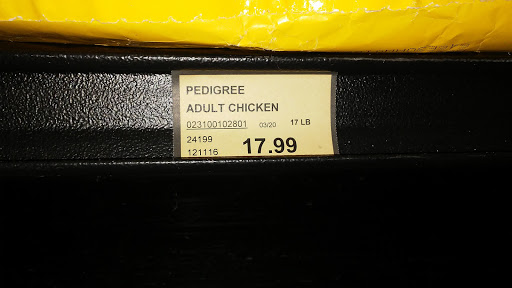 PEDIGREE
ADULT CHICKEN
023100102801 03/20 17 LB
24199
121116 17.99